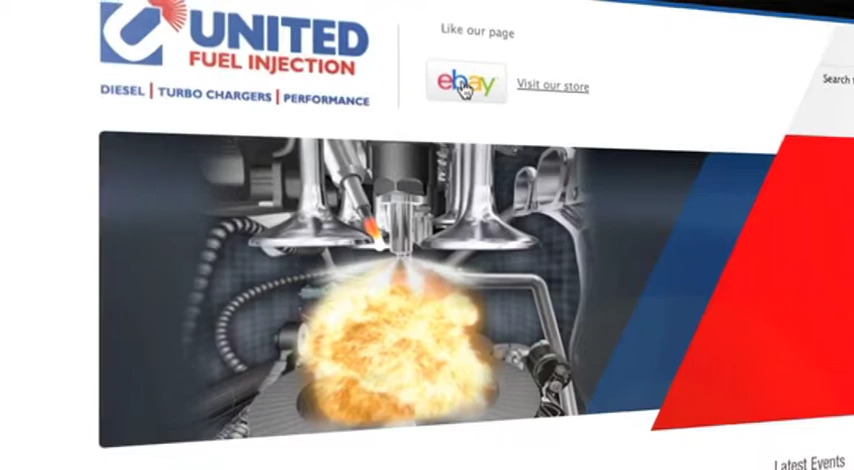 UNITED
FUEL INJECTION
DIESEL | TURBO CHARGERS | PERFORMANCE
Like our page
ebay
Visit our store
Search
Latest Events